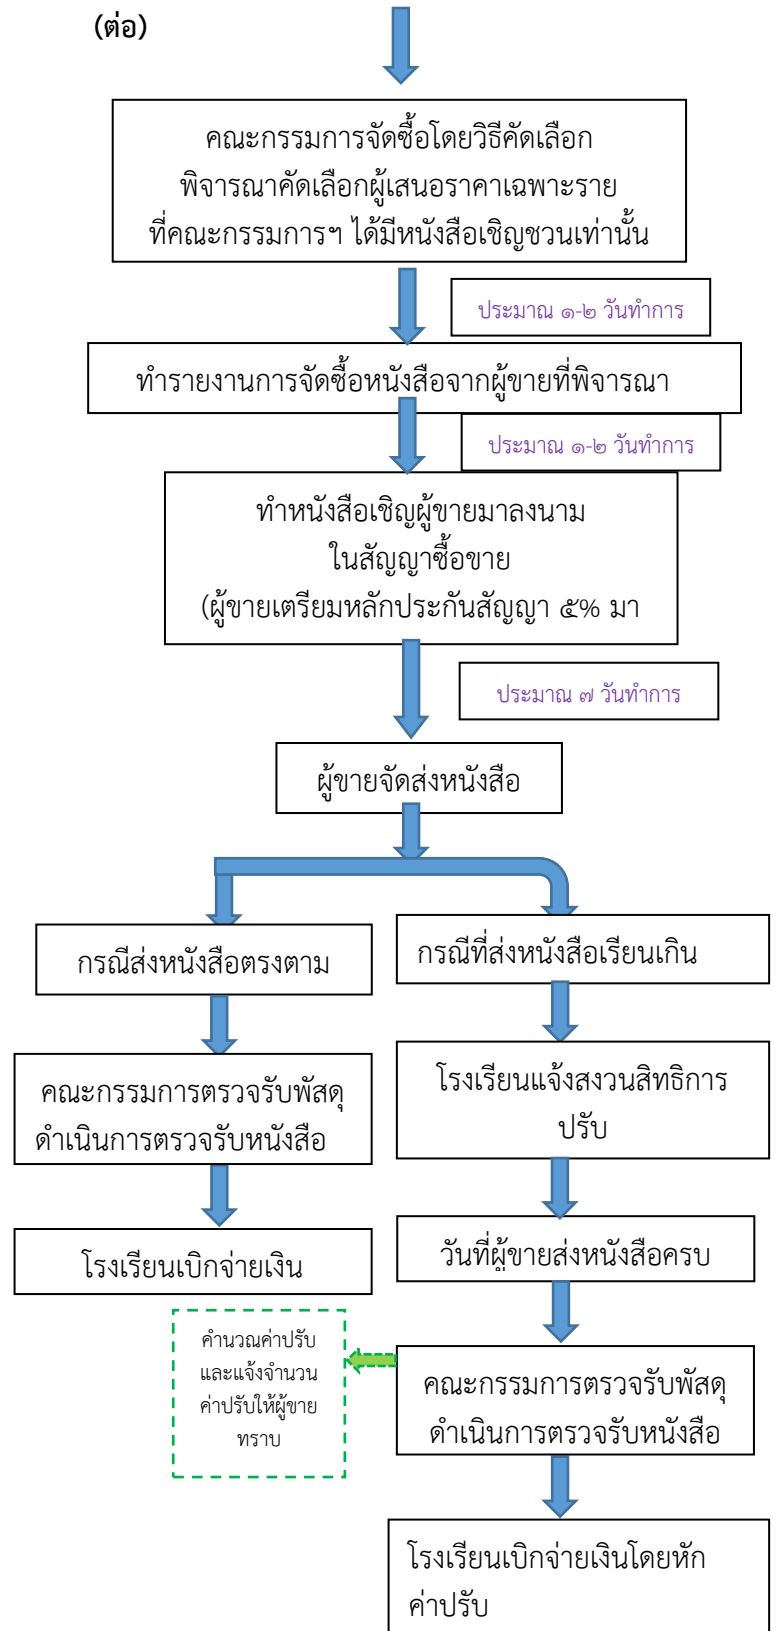 (ต่อ)
คณะกรรมการจัดซื้อโดยวิธีคัดเลือก
พิจารณาคัดเลือกผู้เสนอราคาเฉพาะราย
ที่คณะกรรมการฯ ได้มีหนังสือเชิญชวนเท่านั้น
ประมาณ ๑-๒ วันทำการ
ทำรายงานการจัดซื้อหนังสือจากผู้ขายที่พิจารณา
ประมาณ ๑-๒ วันทำการ
ทำหนังสือเชิญผู้ขายมาลงนาม
ในสัญญาซื้อขาย
(ผู้ขายเตรียมหลักประกันสัญญา ๕% มา
ประมาณ ๗ วันทำการ
ผู้ขายจัดส่งหนังสือ
กรณีส่งหนังสือตรงตาม
คณะกรรมการตรวจรับพัสดุ
ดำเนินการตรวจรับหนังสือ
โรงเรียนเบิกจ่ายเงิน
กรณีที่ส่งหนังสือเรียนเกิน
โรงเรียนแจ้งสงวนสิทธิการ
ปรับ
วันที่ผู้ขายส่งหนังสือครบ
คณะกรรมการตรวจรับพัสดุ
ดำเนินการตรวจรับหนังสือ
คำนวณค่าปรับ
และแจ้งจำนวน
ค่าปรับให้ผู้ขาย
ทราบ
โรงเรียนเบิกจ่ายเงินโดยหัก
ค่าปรับ